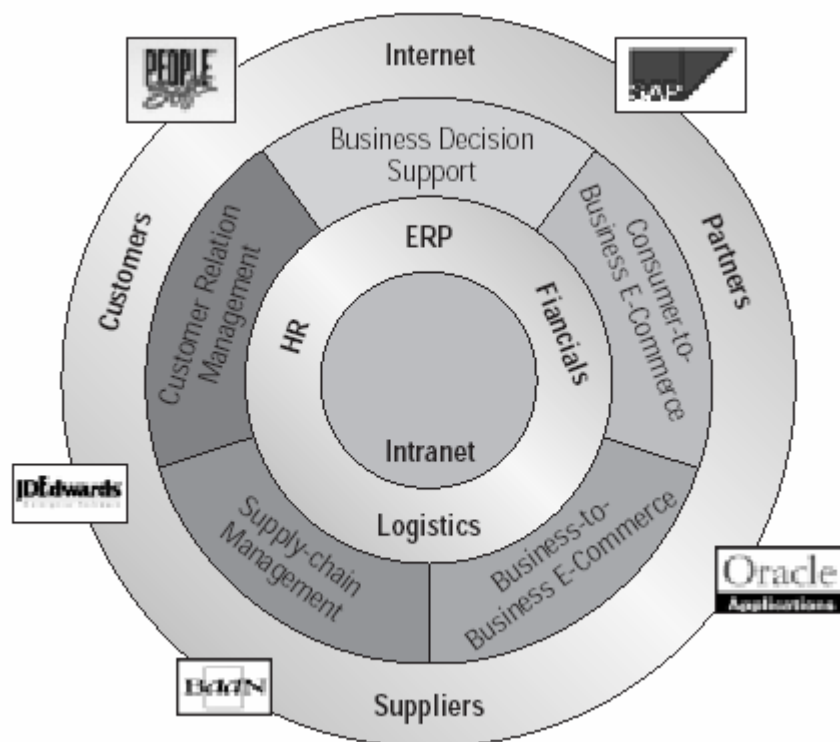 PEOPLE
Soft
Internet
SAP
Business Decision
Support
Consumer-to-
Business E-Commerce
Customers
Partners
Customer Relation
Management
ERP
HR
Fiancials
Intranet
JDEdwards
Logistics
Supply-chain
Management
Business-to-
Business E-Commerce
Oracle
Applications
BaaN
Suppliers